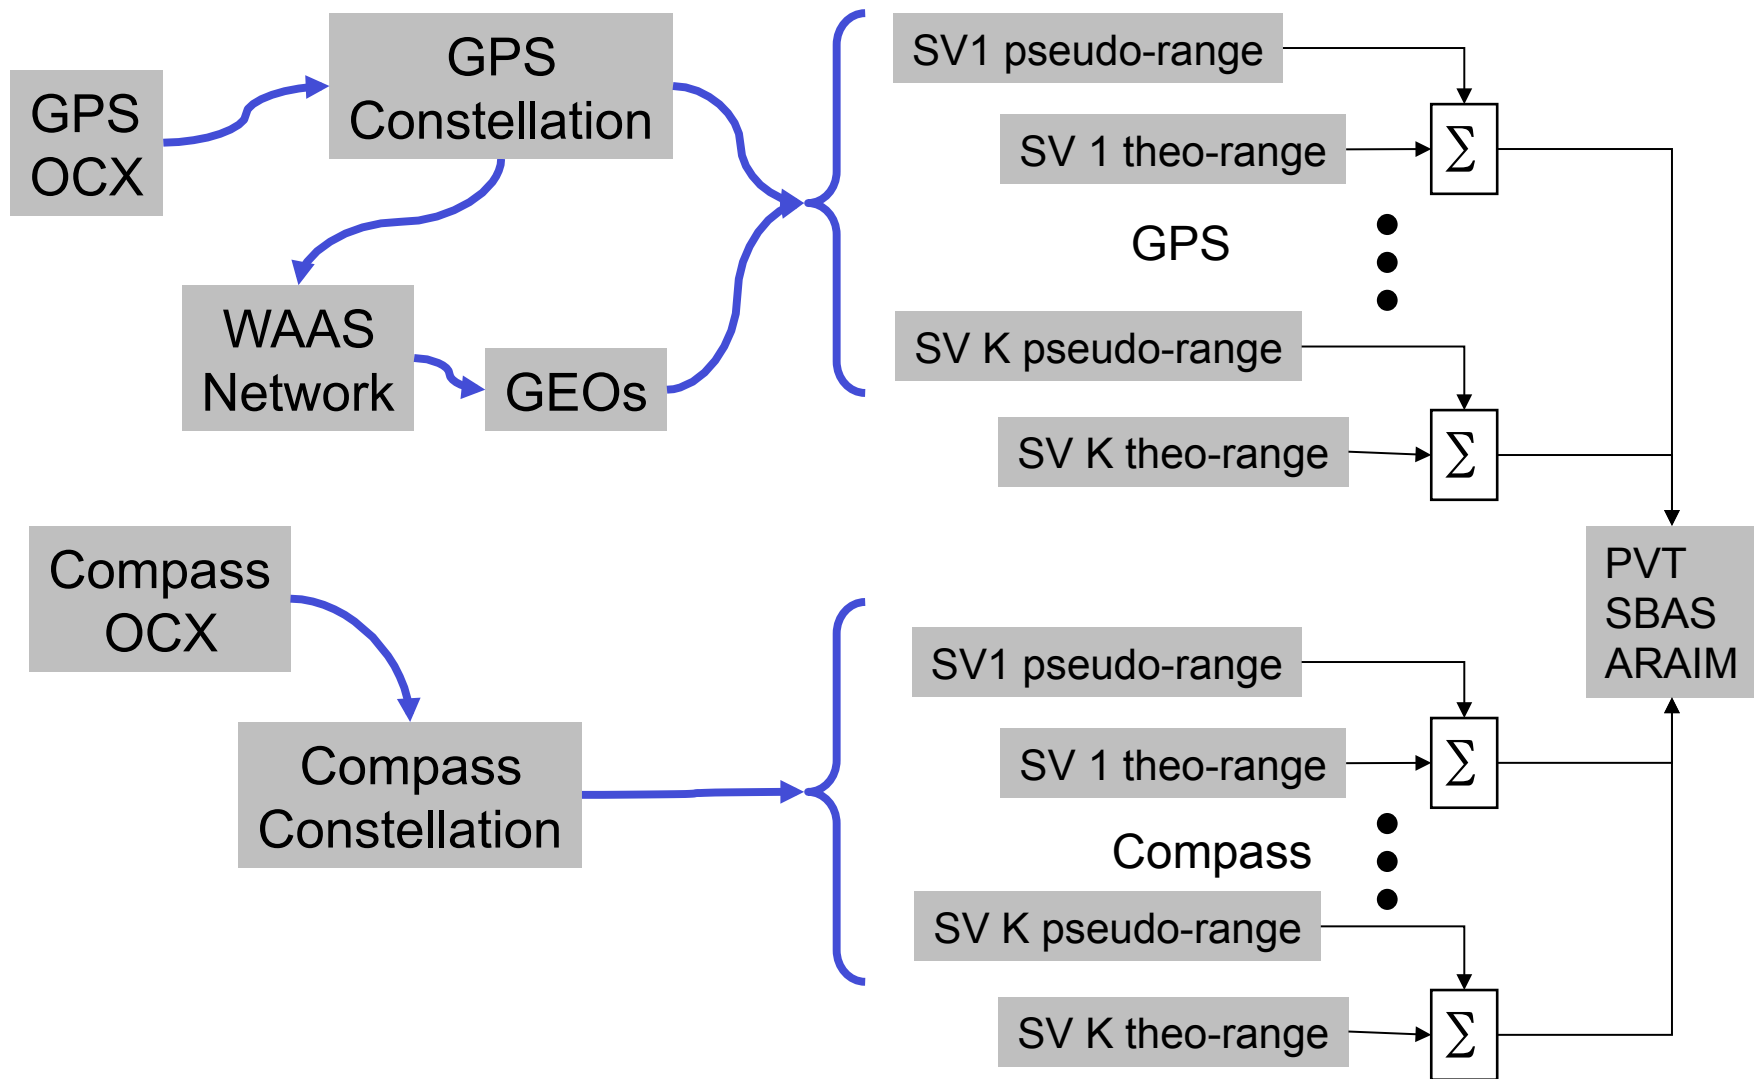 GPS
OCX
GPS
Constellation
WAAS
Network
GEOs
SV1 pseudo-range
SV 1 theo-range
Σ
GPS
SV K pseudo-range
SV K theo-range
Σ
Compass
OCX
Compass
Constellation
SV1 pseudo-range
SV 1 theo-range
Σ
Compass
SV K pseudo-range
SV K theo-range
Σ
PVT
SBAS
ARAIM